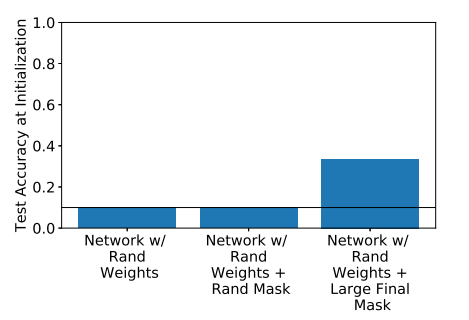 Test Accuracy at Initialization
1.0
0.8
0.6
0.4
0.2
0.0
Network w/
Rand
Weights
Network w/
Rand
Weights +
Rand Mask
Network w/
Rand
Weights +
Large Final
Mask